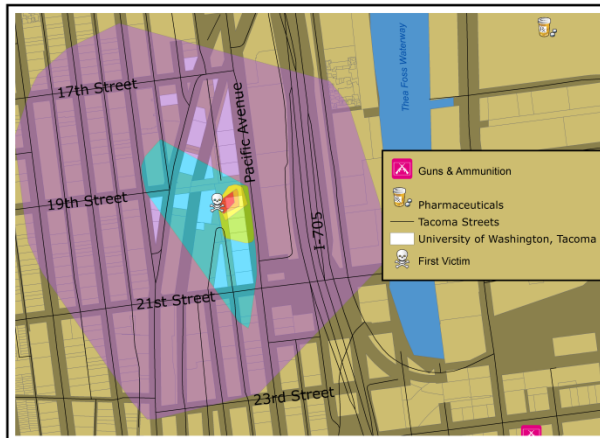 17th Street
Thea Foss Waterway
Pacific Avenue
19th Street
I-705
21st Street
23rd Street
Guns & Ammunition
Pharmaceuticals
Tacoma Streets
University of Washington, Tacoma
First Victim